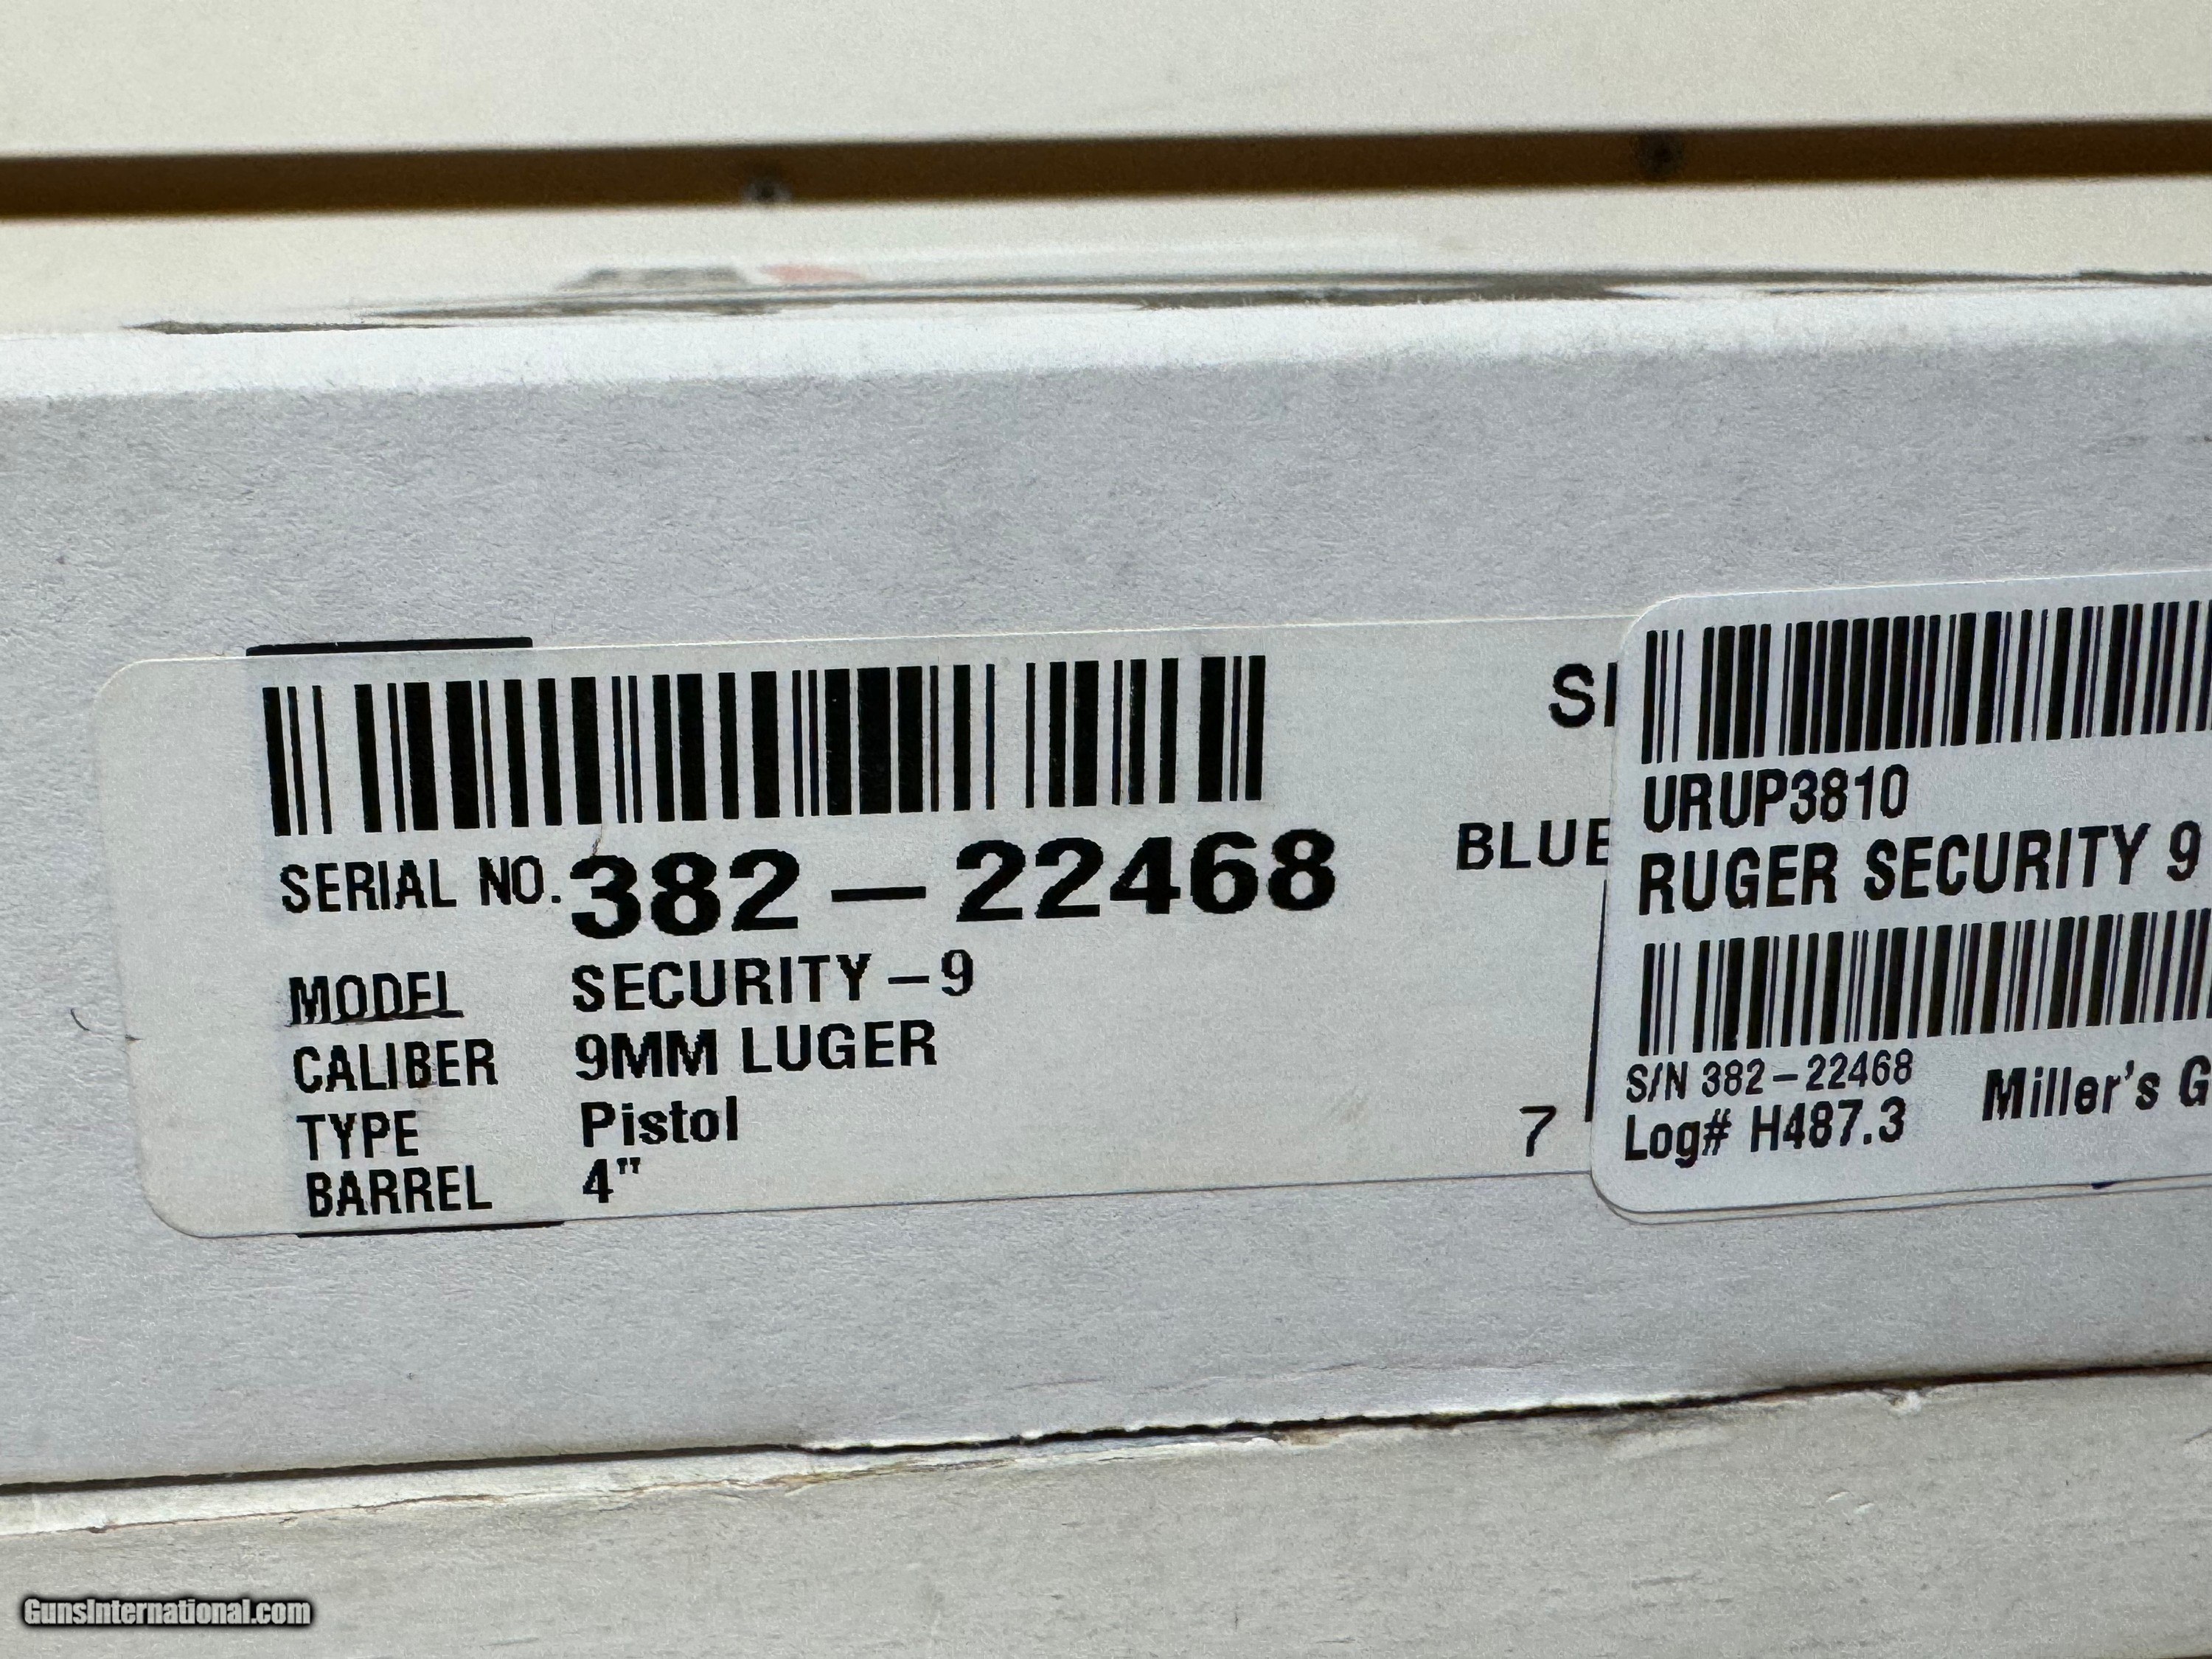 SERIAL NO. 382-22468
MODEL SECURITY-9
CALIBER 9MM LUGER
TYPE Pistol
BARREL 4"
BLUE
7
URUP3810
RUGER SECURITY 9
S/N 382-22468
Log# H487.3
Miller's G
GunsInternational.com